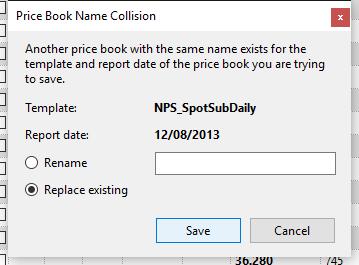 Price Book Name Collision
x
Another price book with the same name exists for the
template and report date of the price book you are trying
to save.
Template: NPS_SpotSubDaily
Report date: 12/08/2013
Rename
Replace existing
Save Cancel
36.280 /45